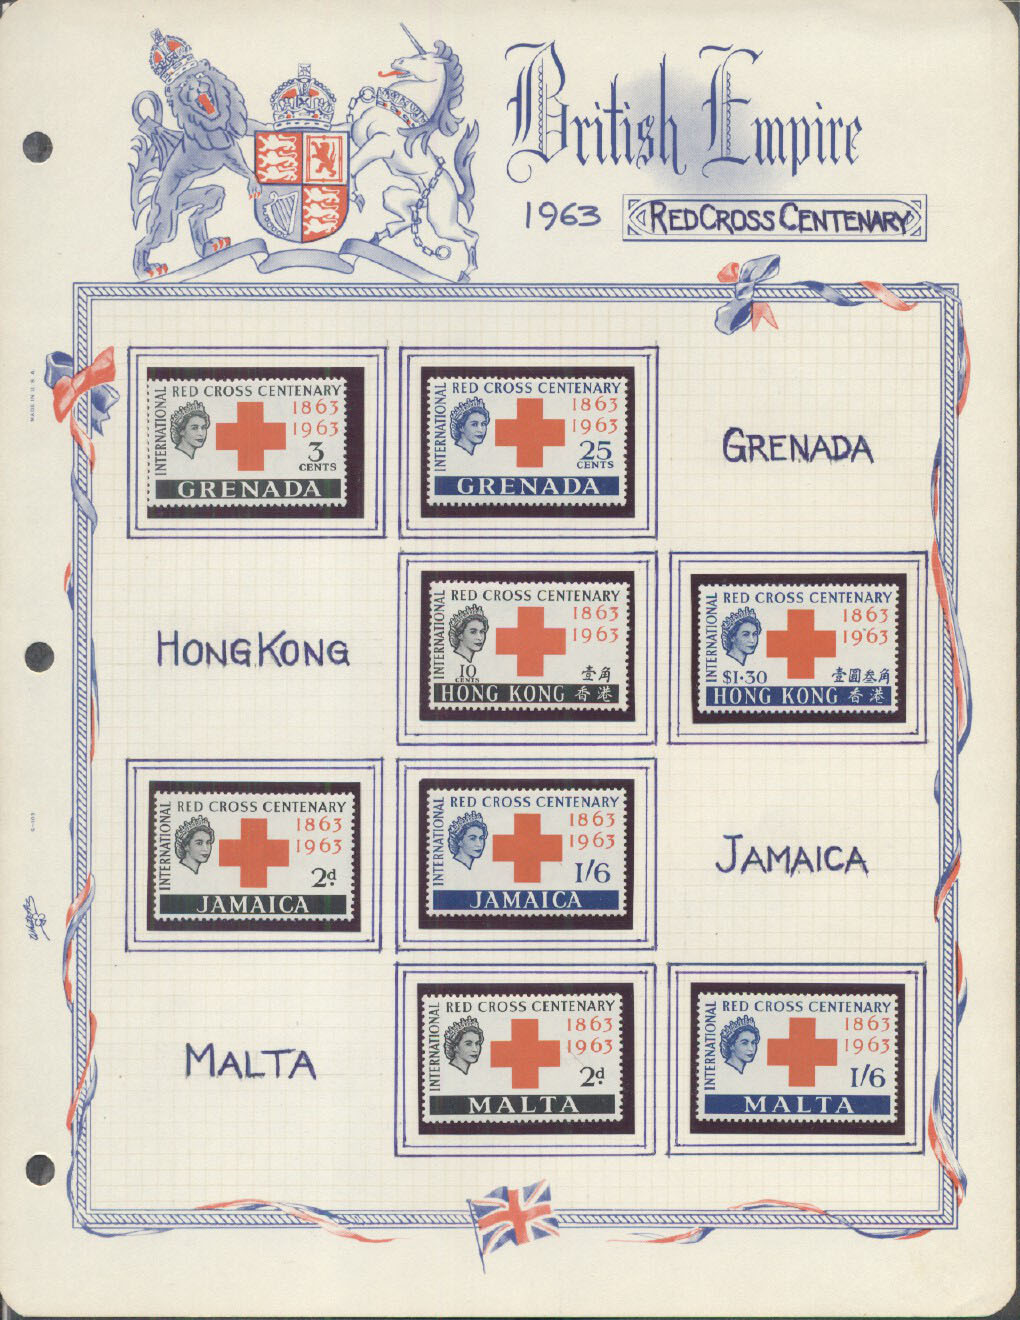 British Empire
1963 RED CROSS CENTENARY
INTERNATIONAL
RED CROSS CENTENARY
1863
1963
3
CENTS
GRENADA
INTERNATIONAL
RED CROSS CENTENARY
1863
1963
25
CENTS
GRENADA
GRENADA
HONG KONG
INTERNATIONAL
RED CROSS CENTENARY
1863
1963
10
CENTS
壹角
HONG KONG 香港
INTERNATIONAL
RED CROSS CENTENARY
1863
1963
$1·30 壹圓叁角
HONG KONG 香港
INTERNATIONAL
RED CROSS CENTENARY
1863
1963
2d.
JAMAICA
INTERNATIONAL
RED CROSS CENTENARY
1863
1963
1/6
JAMAICA
JAMAICA
MALTA
INTERNATIONAL
RED CROSS CENTENARY
1863
1963
2d.
MALTA
INTERNATIONAL
RED CROSS CENTENARY
1863
1963
1/6
MALTA
MADE IN U.S.A.